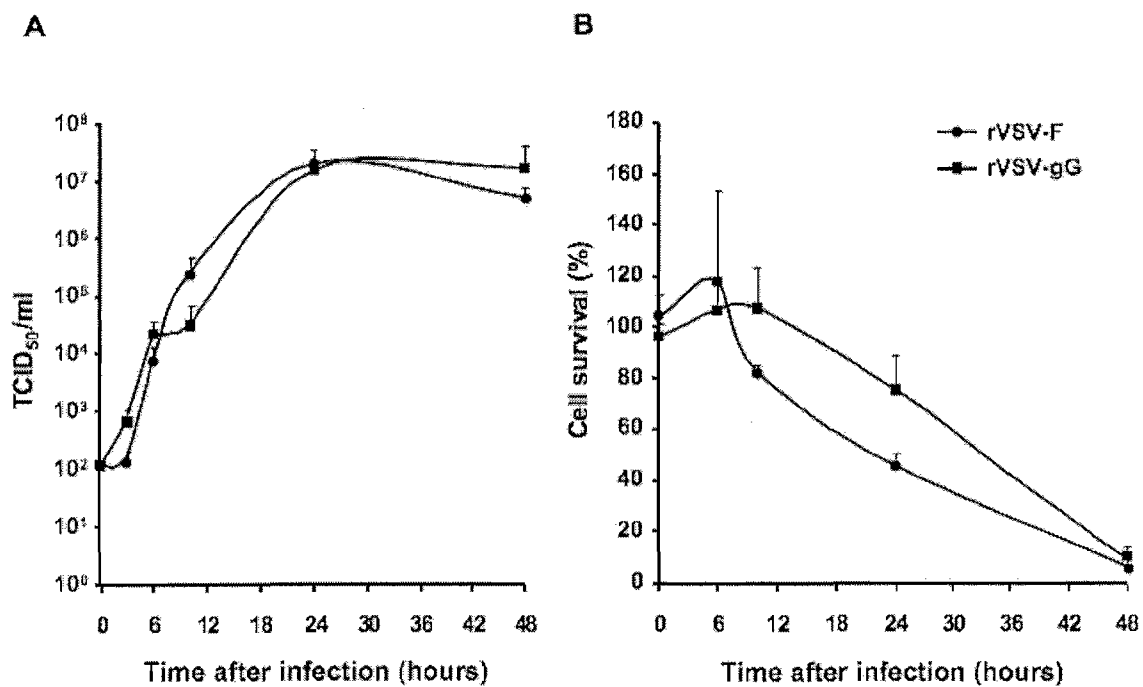 A
B
10⁸
10⁷
10⁶
10⁵
10⁴
10³
10²
10¹
10⁰
TCID₅₀/ml
0 6 12 18 24 30 36 42 48
Time after infection (hours)
180
160
140
120
100
80
60
40
20
0
Cell survival (%)
rVSV-F
rVSV-gG
0 6 12 18 24 30 36 42 48
Time after infection (hours)